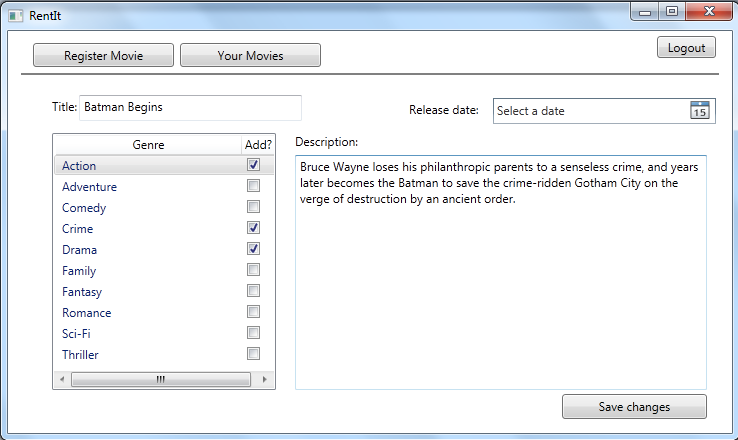 RentIt
Register Movie
Your Movies
Logout
Title: Batman Begins
Release date: Select a date 15
Genre Add?
Action
Adventure
Comedy
Crime
Drama
Family
Fantasy
Romance
Sci-Fi
Thriller
Description:
Bruce Wayne loses his philanthropic parents to a senseless crime, and years
later becomes the Batman to save the crime-ridden Gotham City on the
verge of destruction by an ancient order.
Save changes